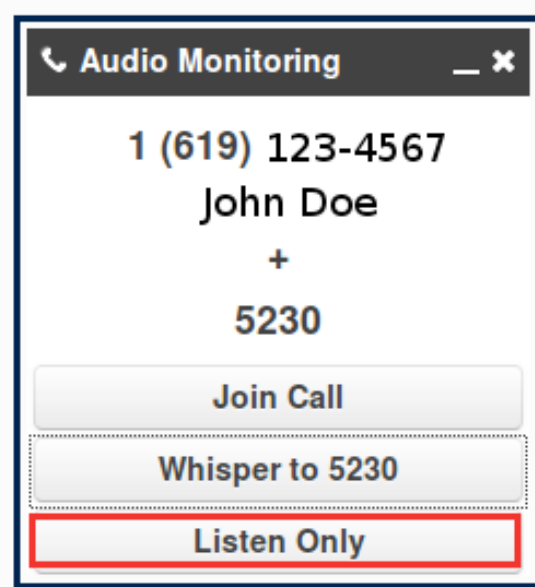 Audio Monitoring
1 (619) 123-4567
John Doe
+
5230
Join Call
Whisper to 5230
Listen Only